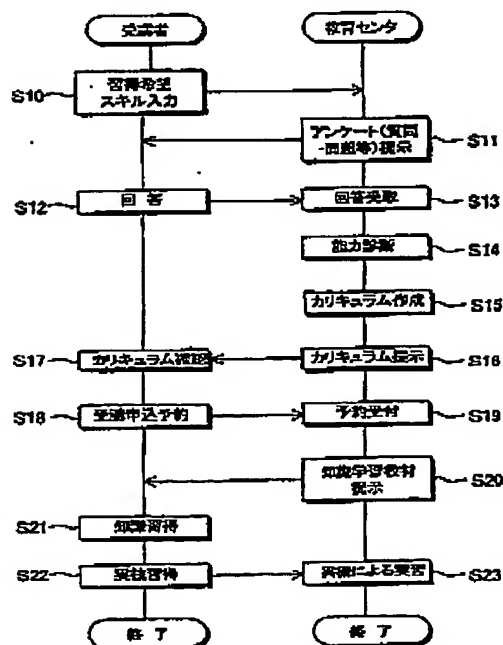 受講者
教育センタ
S10
習得希望
スキル入力
アンケート(質問
・問題等)提示
S11
S12
回答
回答受取
S13
能力診断
S14
カリキュラム作成
S15
S17
カリキュラム確認
カリキュラム提示
S16
S18
受講申込予約
予約受付
S19
知識学習教材
提示
S20
S21
知識習得
S22
実技習得
実機による実習
S23
終了
終了